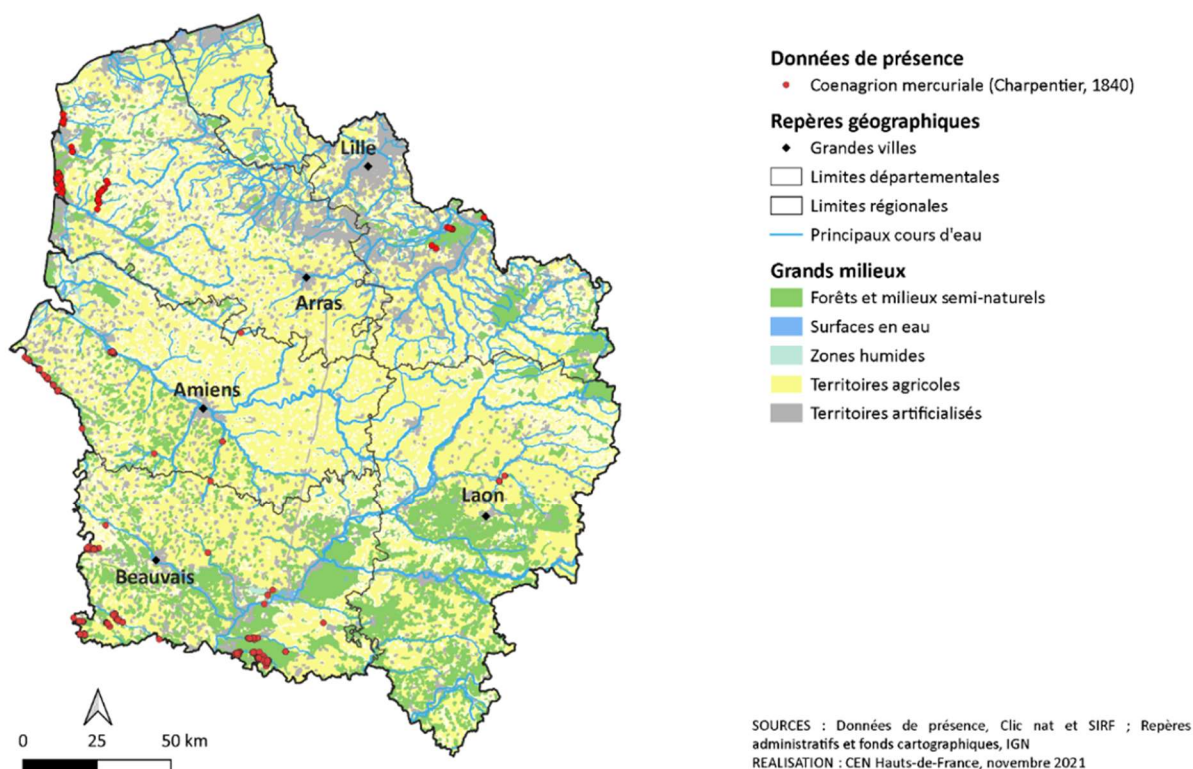 Lille
Arras
Amiens
Laon
Beauvais
0 25 50 km
Données de présence
Coenagrion mercuriale (Charpentier, 1840)
Repères géographiques
Grandes villes
Limites départementales
Limites régionales
Principaux cours d'eau
Grands milieux
Forêts et milieux semi-naturels
Surfaces en eau
Zones humides
Territoires agricoles
Territoires artificialisés
SOURCES : Données de présence, Clic nat et SIRF ; Repères
administratifs et fonds cartographiques, IGN
REALISATION : CEN Hauts-de-France, novembre 2021